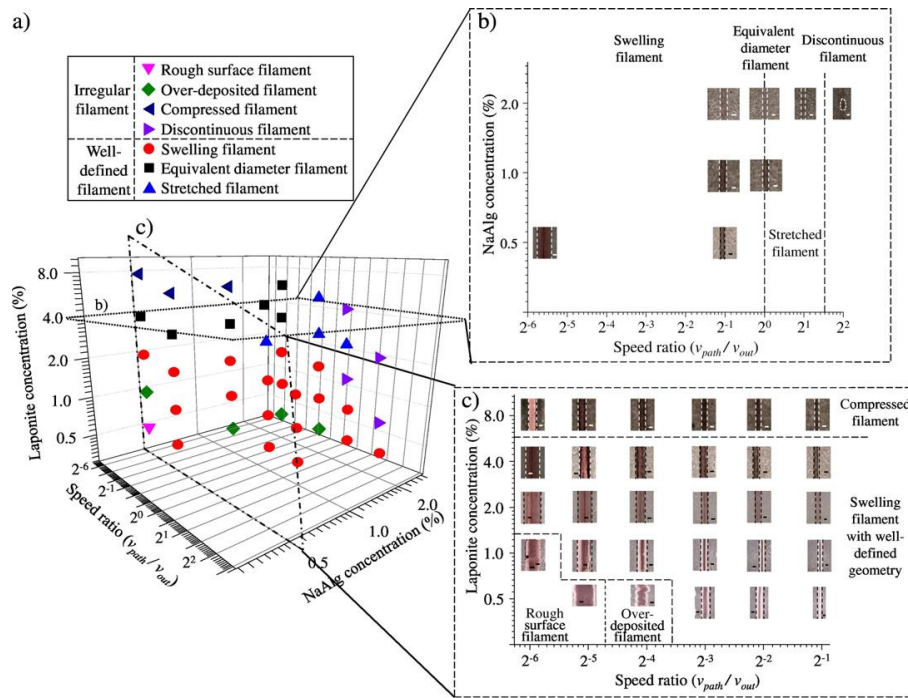 a)
Irregular
filament
Rough surface filament
Over-deposited filament
Compressed filament
Discontinuous filament
Well-
defined
filament
Swelling filament
Equivalent diameter filament
Stretched filament
c)
b)
Laponite concentration (%)
8.0
4.0
2.0
1.0
0.5
Speed ratio (v_path/v_out)
2-6
2-1
2^0
2^1
2^2
NaAlg concentration (%)
0.5
1.0
2.0
b)
Swelling
filament
Equivalent
diameter
filament
Discontinuous
filament
NaAlg concentration (%)
2.0
1.0
0.5
Stretched
filament
2-6
2-5
2-4
2-3
2-2
2-1
2^0
2^1
2^2
Speed ratio (v_path/v_out)
c)
Laponite concentration (%)
8.0
4.0
2.0
1.0
0.5
Compressed
filament
Swelling
filament
with well-
defined
geometry
Rough
surface
filament
Over-
deposited
filament
2-6
2-5
2-4
2-3
2-2
2-1
Speed ratio (v_path/v_out)